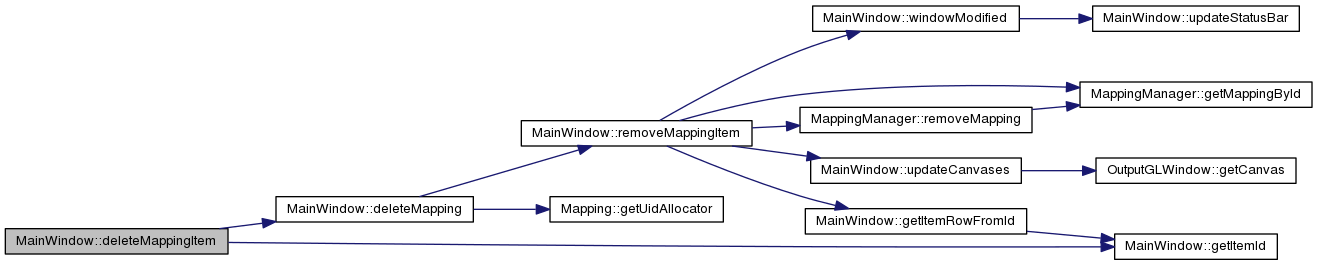 MainWindow::windowModified
MainWindow::updateStatusBar
MappingManager::getMappingById
MappingManager::removeMapping
MainWindow::removeMappingItem
MainWindow::updateCanvases
OutputGLWindow::getCanvas
MainWindow::deleteMapping
Mapping::getUidAllocator
MainWindow::getItemRowFromId
MainWindow::deleteMappingItem
MainWindow::getItemId